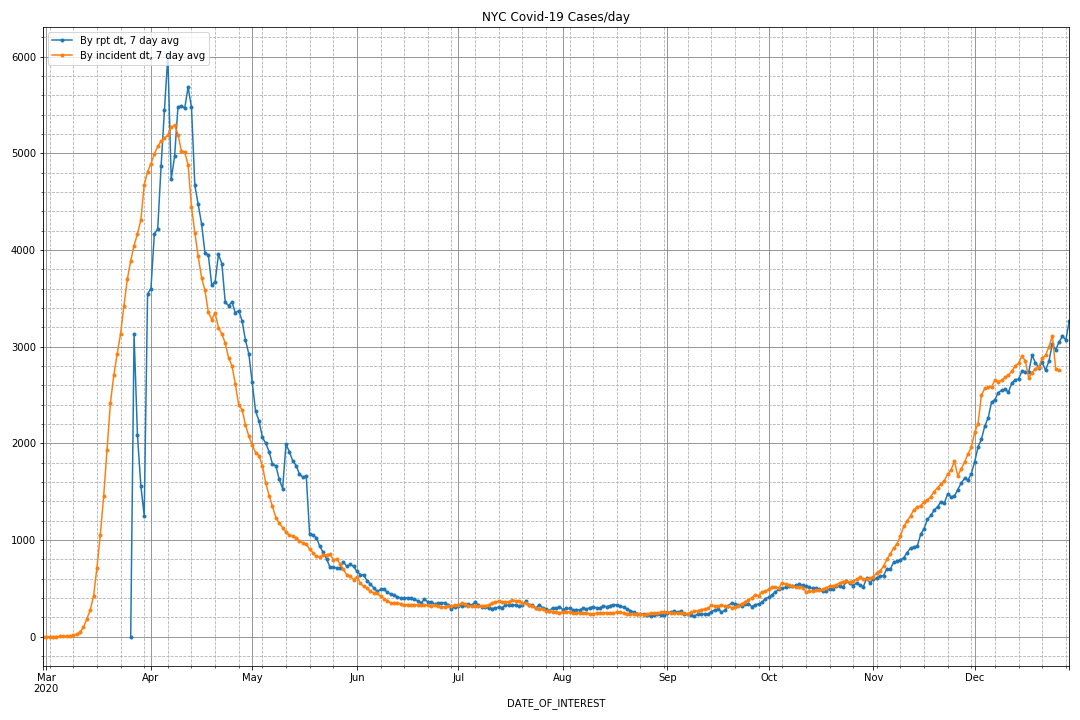 NYC Covid-19 Cases/day
By rpt dt, 7 day avg
By incident dt, 7 day avg
6000
5000
4000
3000
2000
1000
0
Mar Apr May Jun Jul Aug Sep Oct Nov Dec
2020
DATE_OF_INTEREST